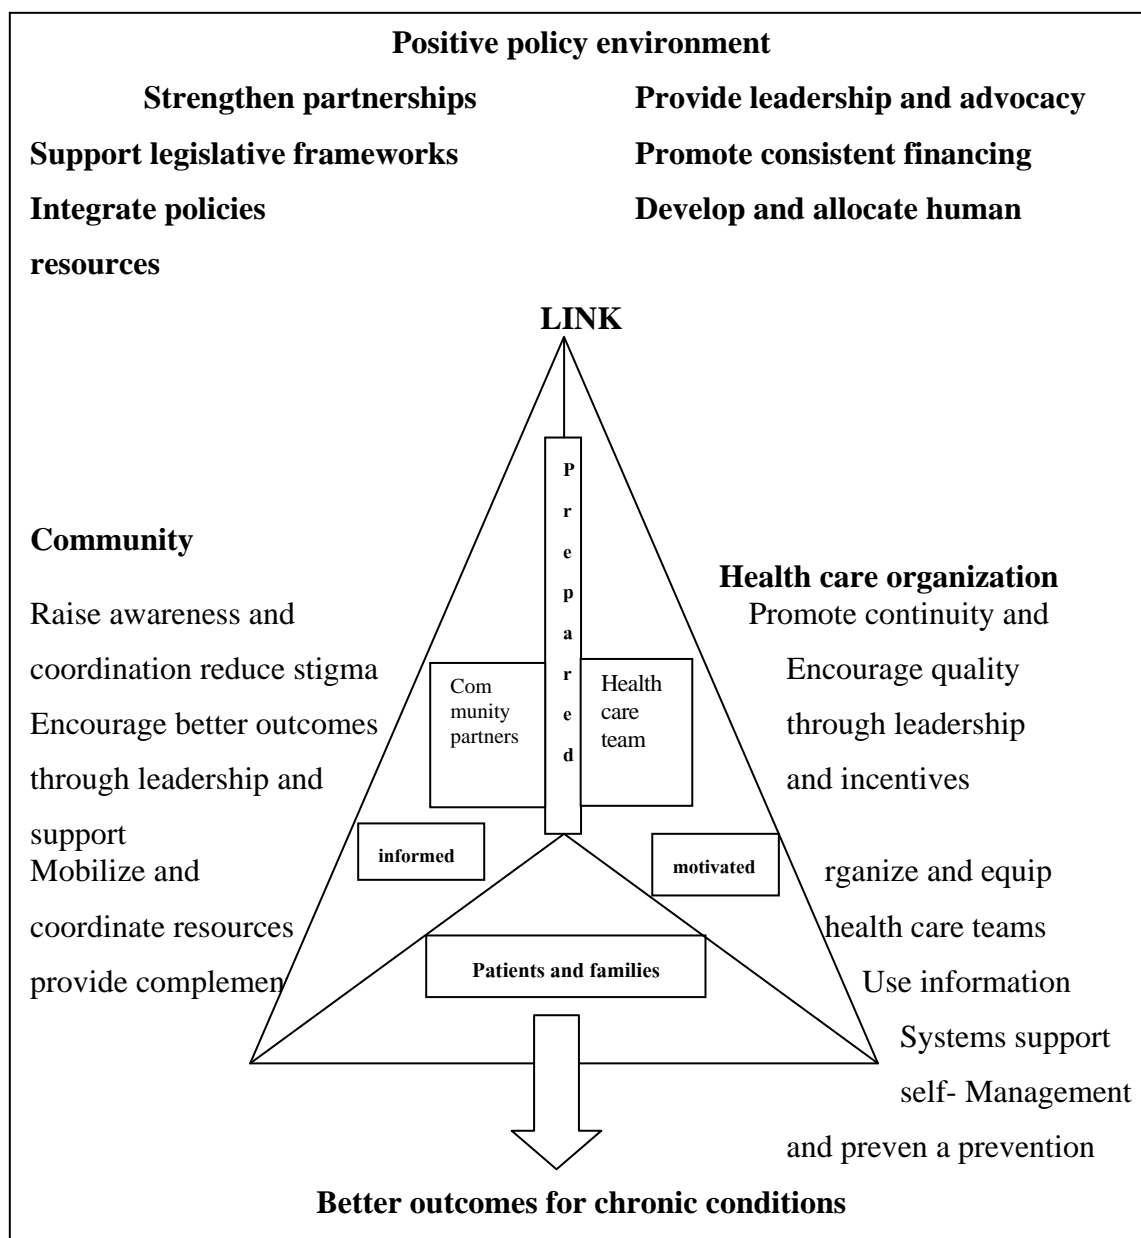 Positive policy environment
Strengthen partnerships Provide leadership and advocacy
Support legislative frameworks Promote consistent financing
Integrate policies Develop and allocate human
resources
LINK
Prepared
Community
Raise awareness and
coordination reduce stigma
Encourage better outcomes
through leadership and
support
Mobilize and
coordinate resources
provide complemen
Com
munity
partners
Health
care
team
informed
motivated
Patients and families
Health care organization
Promote continuity and
Encourage quality
through leadership
and incentives
rganize and equip
health care teams
Use information
Systems support
self- Management
and preven a prevention
Better outcomes for chronic conditions